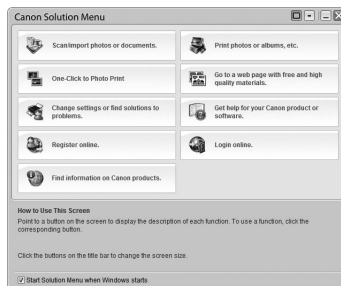 Canon Solution Menu
Scan/import photos or documents.
Print photos or albums, etc.
One-Click to Photo Print
Go to a web page with free and high
quality materials.
Change settings or find solutions to
problems.
Get help for your Canon product or
software.
Register online.
Login online.
Find information on Canon products.
How to Use This Screen
Point to a button on the screen to display the description of each function. To use a function, click the
corresponding button.
Click the buttons on the title bar to change the screen size.
Start Solution Menu when Windows starts